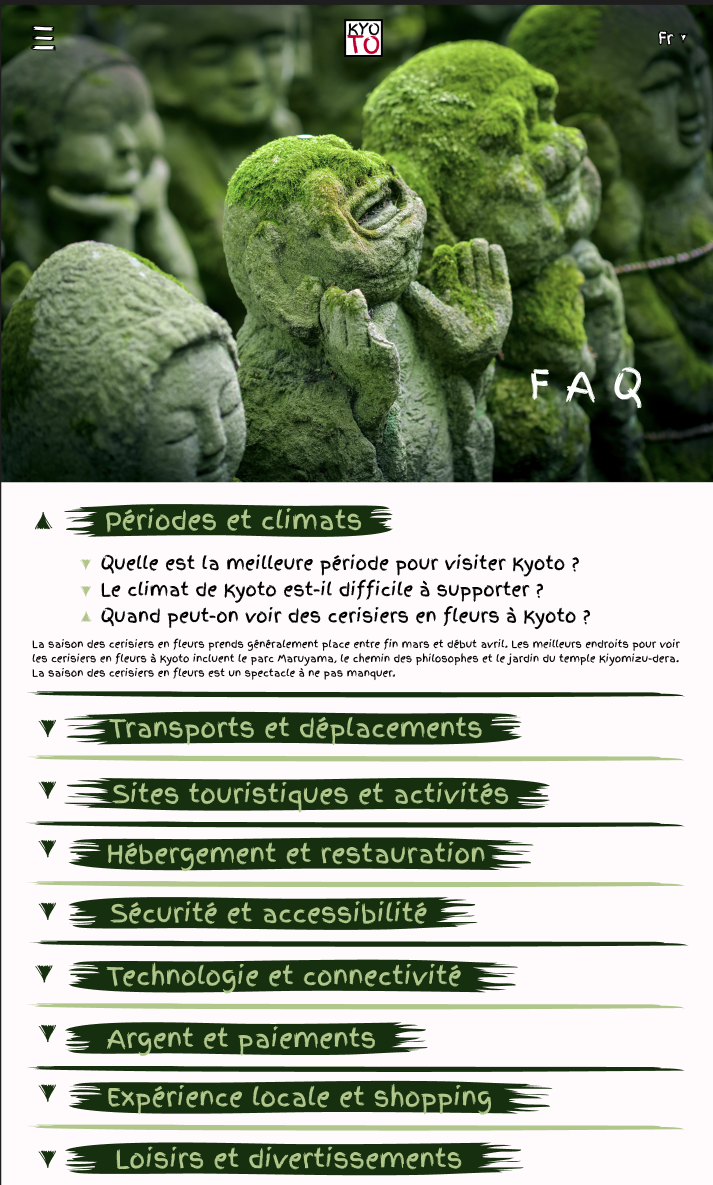 KYO
TO
Fr
FAQ
Périodes et climats
Quelle est la meilleure période pour visiter Kyoto ?
Le climat de Kyoto est-il difficile à supporter ?
Quand peut-on voir des cerisiers en fleurs à Kyoto ?
La saison des cerisiers en fleurs prends généralement place entre fin mars et début avril. Les meilleurs endroits pour voir
les cerisiers en fleurs à Kyoto incluent le parc Maruyama, le chemin des philosophes et le jardin du temple Kiyomizu-dera.
La saison des cerisiers en fleurs est un spectacle à ne pas manquer.
Transports et déplacements
Sites touristiques et activités
Hébergement et restauration
Sécurité et accessibilité
Technologie et connectivité
Argent et paiements
Expérience locale et shopping
Loisirs et divertissements